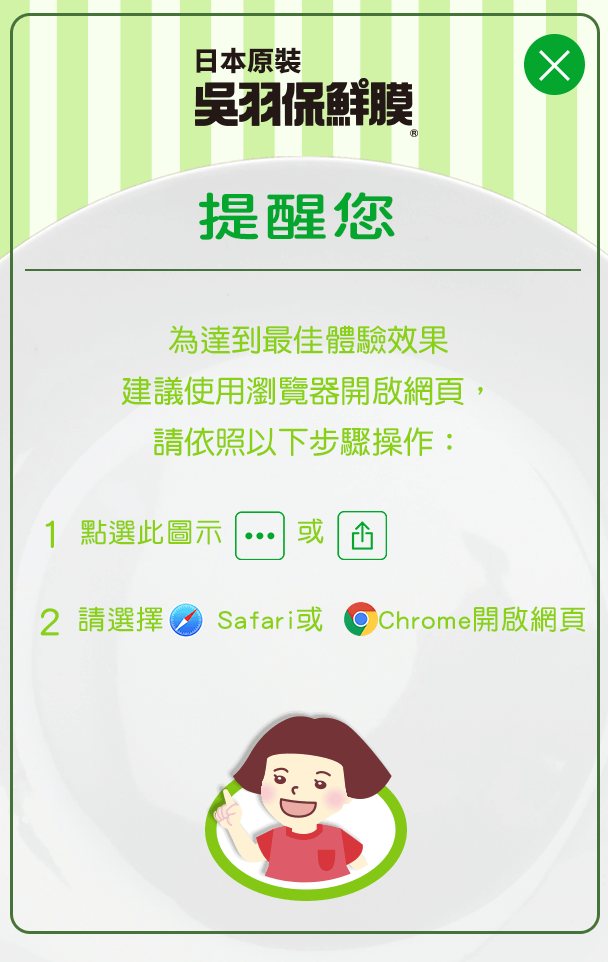 日本原裝
吳羽保鮮膜®
提醒您
為達到最佳體驗效果
建議使用瀏覽器開啟網頁，
請依照以下步驟操作：
1 點選此圖示 或
2 請選擇 Safari或 Chrome開啟網頁